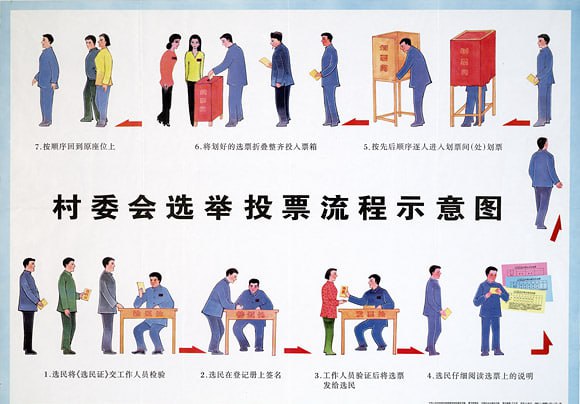 7.按顺序回到原座位上
6.将划好的选票折叠整齐投入票箱
5.按先后顺序逐人进入划票间(处)划票
村委会选举投票流程示意图
1.选民将《选民证》交工作人员检验
2.选民在登记册上签名
3.工作人员验证后将选票
发给选民
4.选民仔细阅读选票上的说明